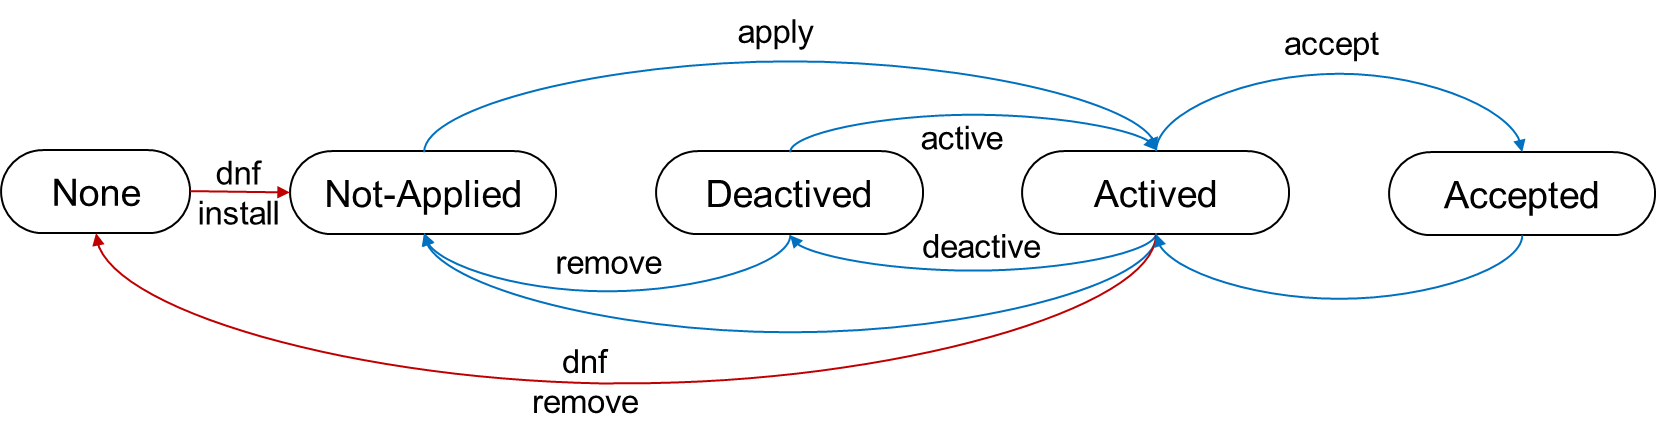 apply
accept
active
dnf
install
None
Not-Applied
Deactived
Actived
Accepted
remove
deactive
dnf
remove